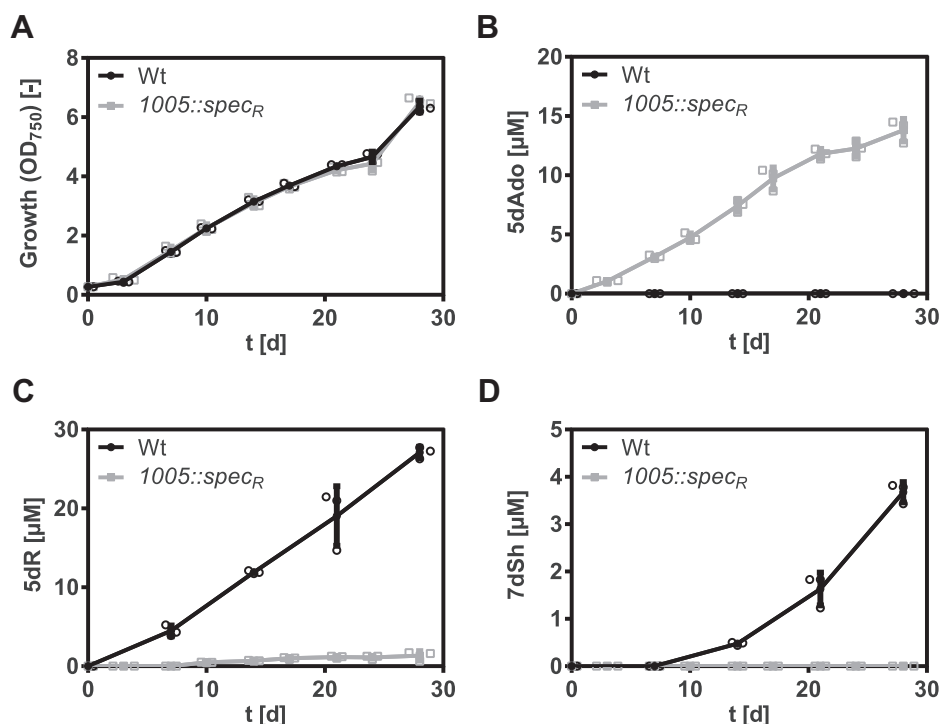 A
Growth (OD750) [-]
8
6
4
2
0
Wt
1005::specR
0 10 20 30
t [d]
B
5dAdo [µM]
20
15
10
5
0
Wt
1005::specR
0 10 20 30
t [d]
C
5dR [µM]
30
20
10
0
Wt
1005::specR
0 10 20 30
t [d]
D
7dSh [µM]
5
4
3
2
1
0
Wt
1005::specR
0 10 20 30
t [d]